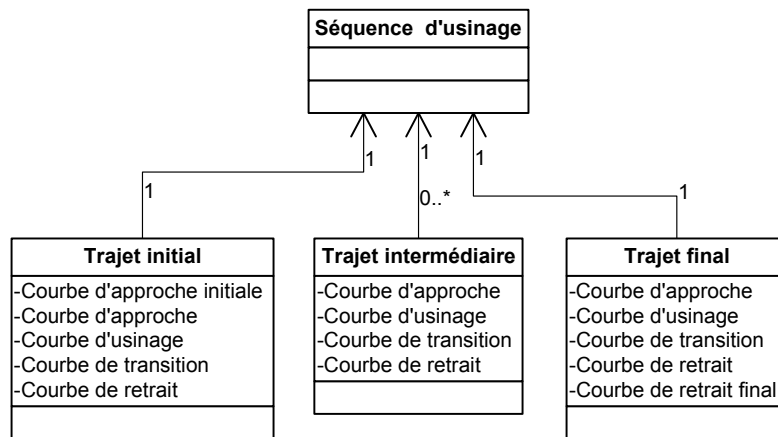 Séquence d'usinage
1
1
1
1
0..*
1
Trajet initial
-Courbe d'approche initiale
-Courbe d'approche
-Courbe d'usinage
-Courbe de transition
-Courbe de retrait
Trajet intermédiaire
-Courbe d'approche
-Courbe d'usinage
-Courbe de transition
-Courbe de retrait
Trajet final
-Courbe d'approche
-Courbe d'usinage
-Courbe de transition
-Courbe de retrait
-Courbe de retrait final